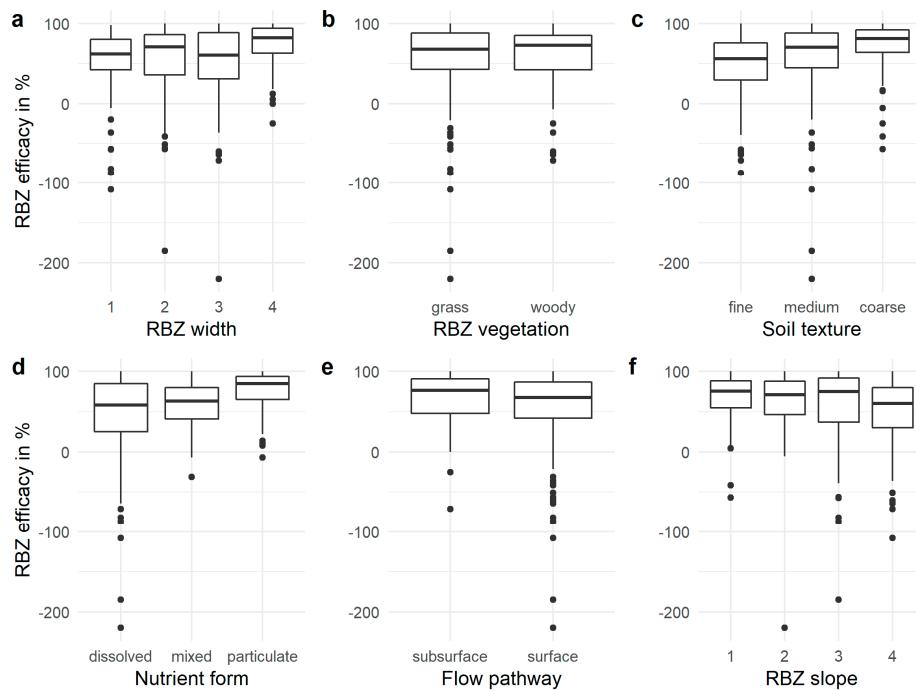 a
b
c
RBZ efficacy in %
100
0
-100
-200
1 2 3 4
RBZ width
100
0
-100
-200
grass woody
RBZ vegetation
100
0
-100
-200
fine medium coarse
Soil texture
d
e
f
RBZ efficacy in %
100
0
-100
-200
dissolved mixed particulate
Nutrient form
100
0
-100
-200
subsurface surface
Flow pathway
100
0
-100
-200
1 2 3 4
RBZ slope